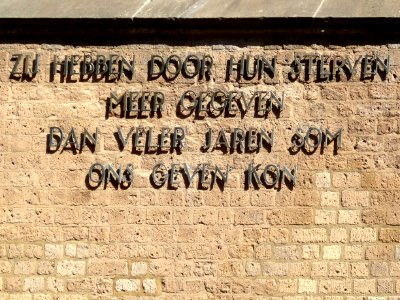 ZIJ HEBBEN DOOR HUN STERVEN
MEER GEGEVEN
DAN VELER JAREN SOM
ONS GEVEN KON